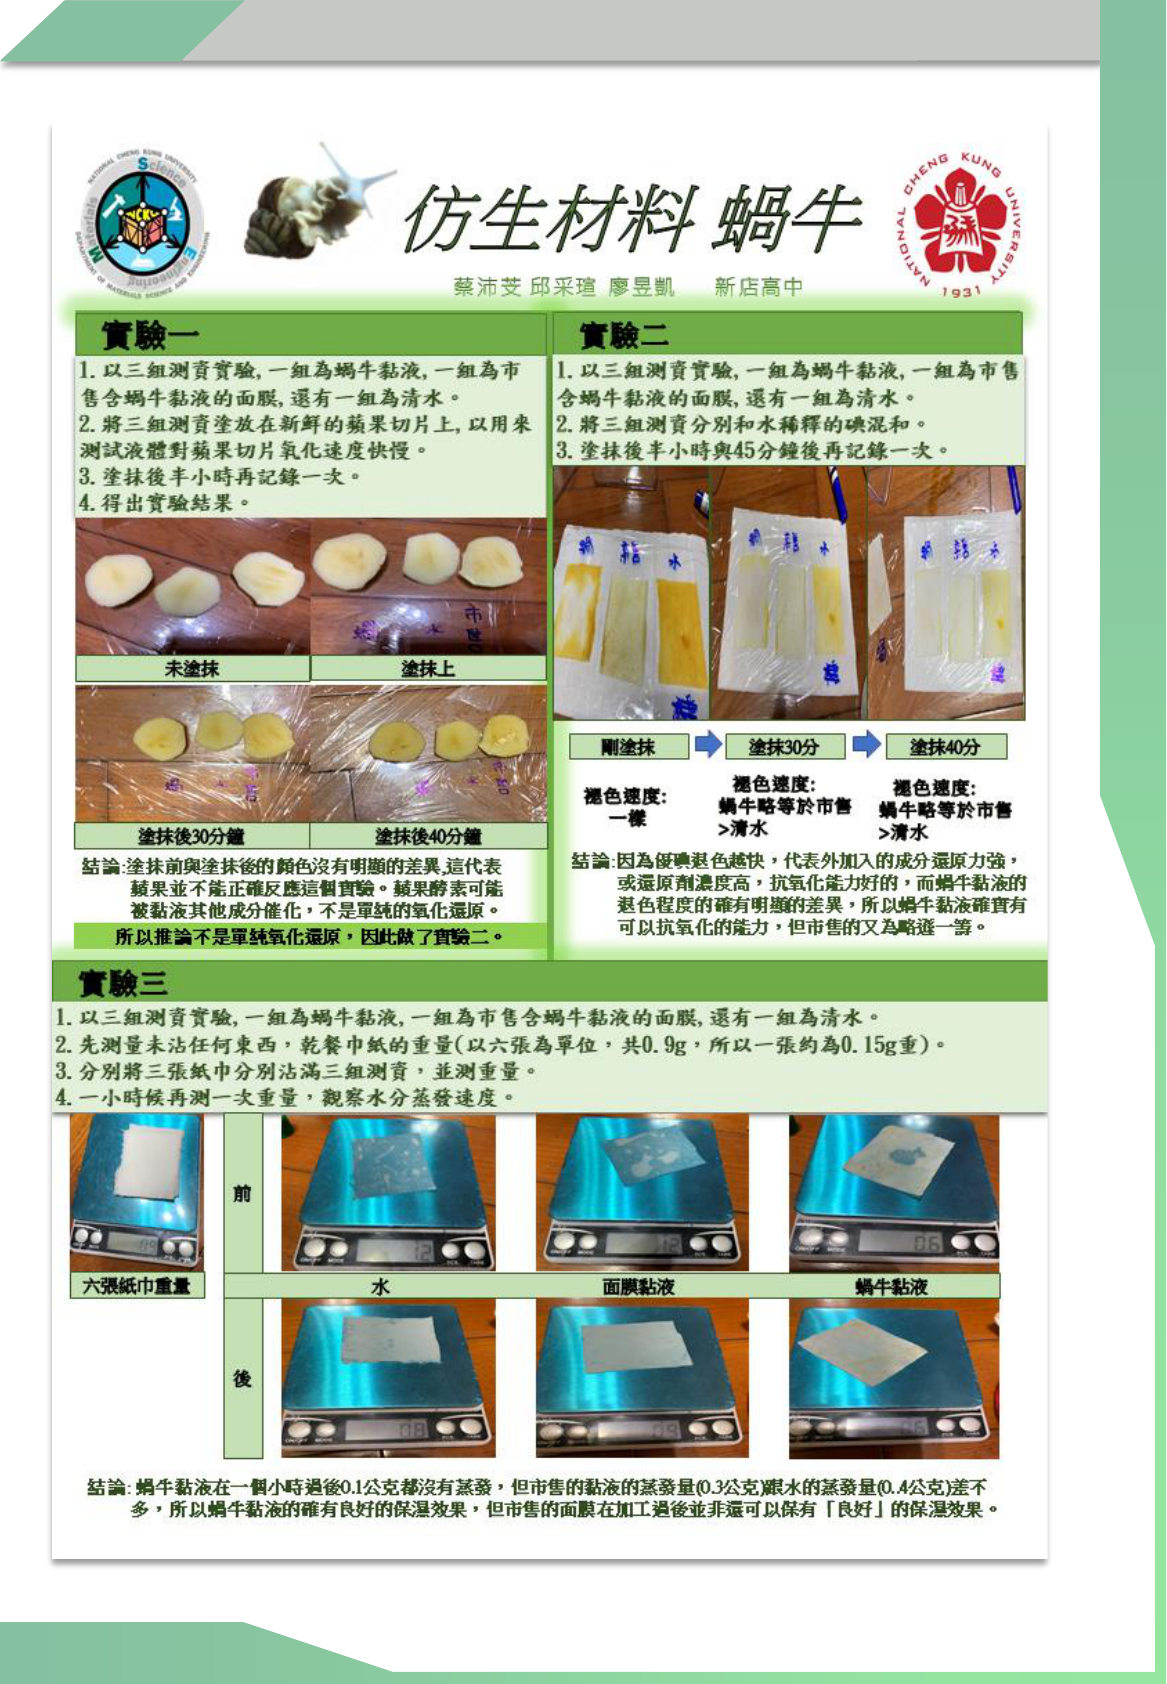 仿生材料 蝸牛
蔡沛芠 邱采瑄 廖昱凱 新店高中
NATIONAL CHENG KUNG UNIVERSITY
Materials Science Engineering
DEPARTMENT OF MATERIALS SCIENCE AND ENGINEERING
NCKU
NATIONAL CHENG KUNG UNIVERSITY
1931
實驗一
1. 以三組測資實驗, 一組為蝸牛黏液, 一組為市
售含蝸牛黏液的面膜, 還有一組為清水。
2. 將三組測資塗放在新鮮的蘋果切片上, 以用來
測試液體對蘋果切片氧化速度快慢。
3. 塗抹後半小時再記錄一次。
4. 得出實驗結果。
未塗抹
塗抹上
塗抹後30分鐘
塗抹後40分鐘
結論:塗抹前與塗抹後的顏色沒有明顯的差異,這代表
蘋果並不能正確反應這個實驗。蘋果酵素可能
被黏液其他成分催化，不是單純的氧化還原。
所以推論不是單純氧化還原，因此做了實驗二。
實驗二
1. 以三組測資實驗, 一組為蝸牛黏液, 一組為市售
含蝸牛黏液的面膜, 還有一組為清水。
2. 將三組測資分別和水稀釋的碘混和。
3. 塗抹後半小時與45分鐘後再記錄一次。
剛塗抹
塗抹30分
塗抹40分
褪色速度:
一樣
褪色速度:
蝸牛略等於市售
>清水
褪色速度:
蝸牛略等於市售
>清水
結論:因為優碘退色越快，代表外加入的成分還原力強，
或還原劑濃度高，抗氧化能力好的，而蝸牛黏液的
退色程度的確有明顯的差異，所以蝸牛黏液確實有
可以抗氧化的能力，但市售的又為略遜一籌。
實驗三
1. 以三組測資實驗, 一組為蝸牛黏液, 一組為市售含蝸牛黏液的面膜, 還有一組為清水。
2. 先測量未沾任何東西，乾餐巾紙的重量(以六張為單位，共0.9g，所以一張約為0.15g重)。
3. 分別將三張紙巾分別沾滿三組測資，並測重量。
4. 一小時候再測一次重量，觀察水分蒸發速度。
六張紙巾重量
前
水
面膜黏液
蝸牛黏液
後
結論: 蝸牛黏液在一個小時過後0.1公克都沒有蒸發，但市售的黏液的蒸發量(0.3公克)跟水的蒸發量(0.4公克)差不
多，所以蝸牛黏液的確有良好的保濕效果，但市售的面膜在加工過後並非還可以保有「良好」的保濕效果。